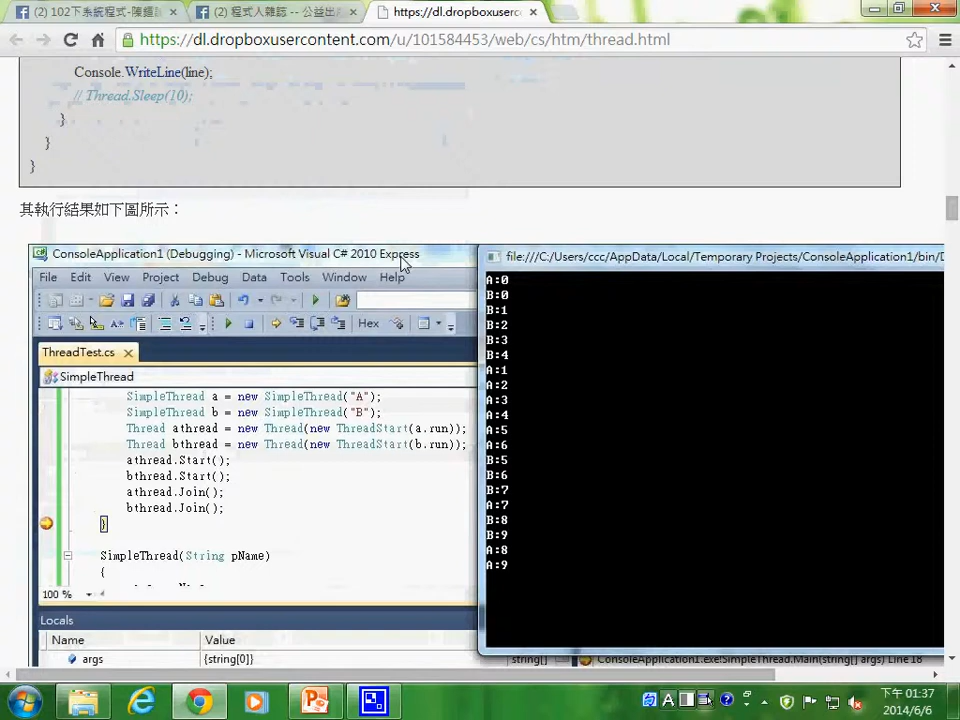 (2) 102下系統程式-陳鍾
(2) 程式人雜誌 -- 公益出
https://dl.dropboxuserc
https://dl.dropboxusercontent.com/u/101584453/web/cs/htm/thread.html
Console.WriteLine(line);
// Thread.Sleep(10);
}
}
}
其執行結果如下圖所示：
ConsoleApplication1 (Debugging) - Microsoft Visual C# 2010 Express
File Edit View Project Debug Data Tools Window Help
Hex
ThreadTest.cs
SimpleThread
SimpleThread a = new SimpleThread("A");
SimpleThread b = new SimpleThread("B");
Thread athread = new Thread(new ThreadStart(a.run));
Thread bthread = new Thread(new ThreadStart(b.run));
athread.Start();
bthread.Start();
athread.Join();
bthread.Join();
}
SimpleThread(String pName)
{
100 %
Locals
Name Value
args {string[0]}
file:///C:/Users/ccc/AppData/Local/Temporary Projects/ConsoleApplication1/bin/D
A:0
B:0
B:1
B:2
B:3
B:4
A:1
A:2
A:3
A:4
A:5
A:6
B:5
B:6
B:7
A:7
B:8
B:9
A:8
A:9
string[]
ConsoleApplication1.exe!SimpleThread.Main(string[] args) Line 18
下午 01:37
2014/6/6